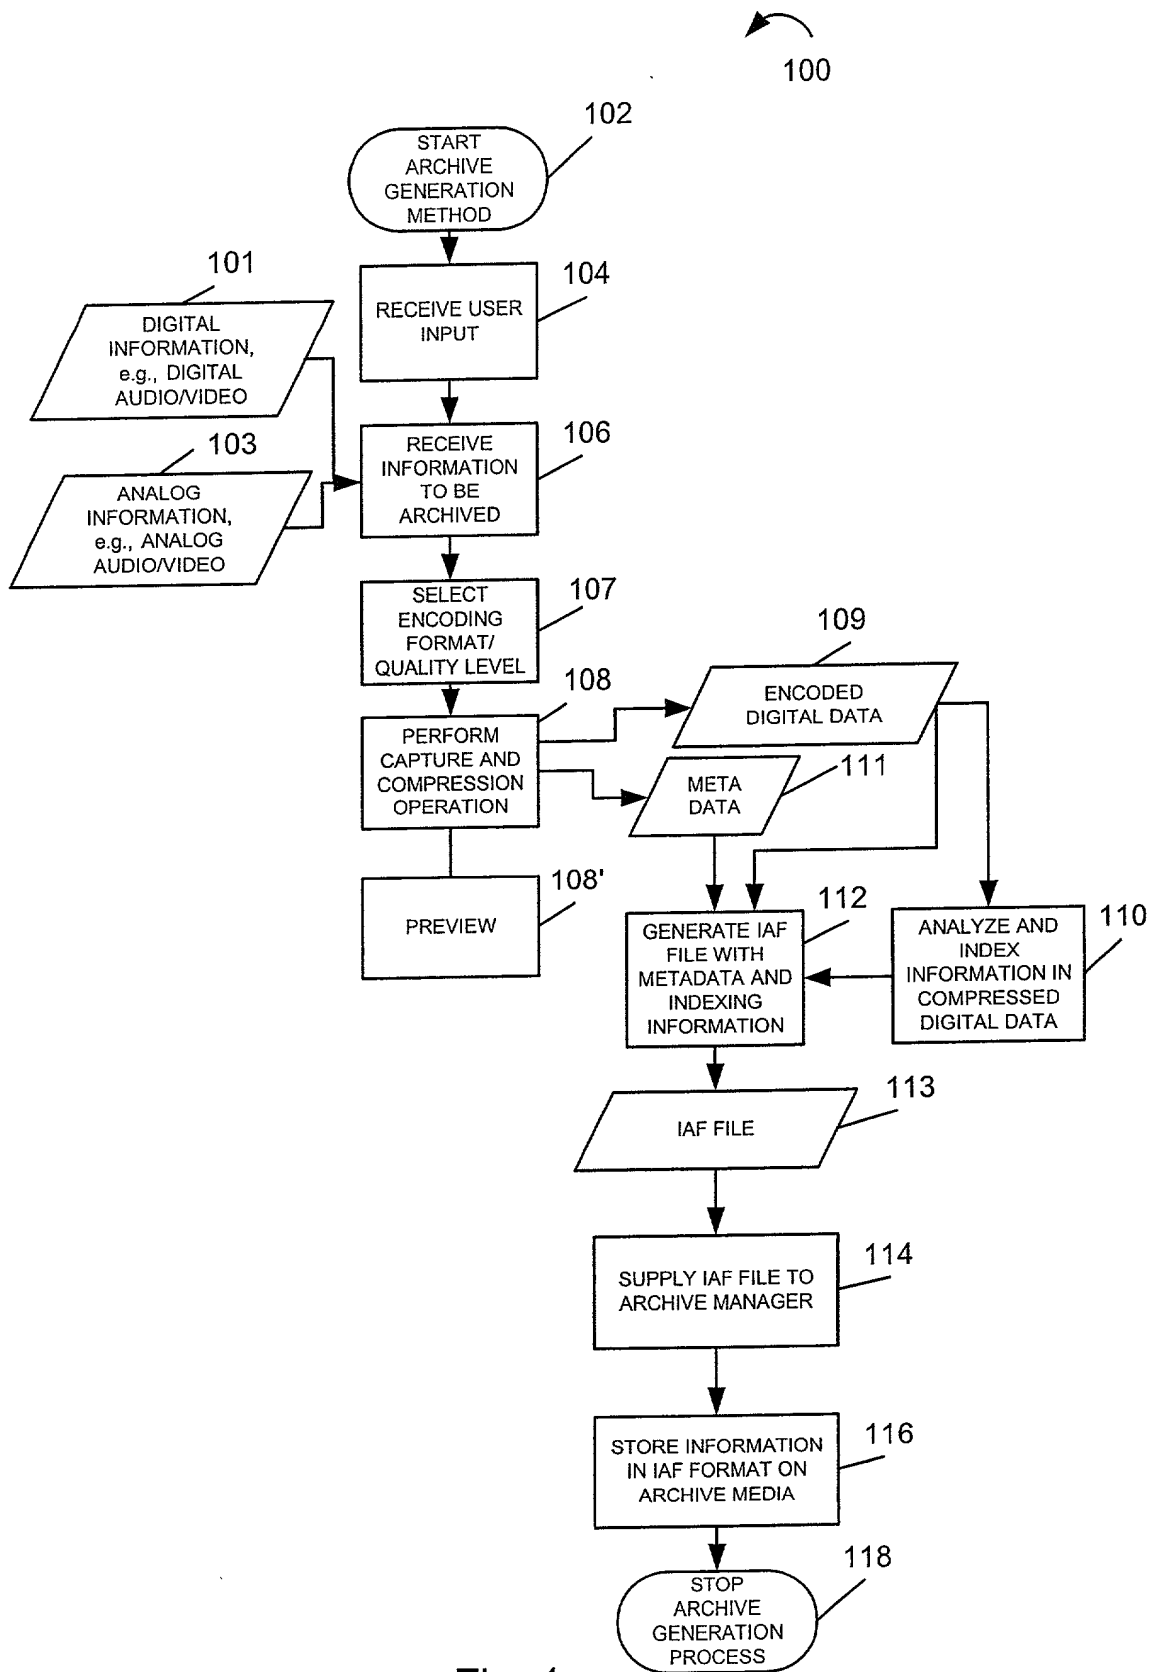 100
102
START
ARCHIVE
GENERATION
METHOD
101
104
DIGITAL
INFORMATION,
e.g., DIGITAL
AUDIO/VIDEO
RECEIVE USER
INPUT
103
106
ANALOG
INFORMATION,
e.g., ANALOG
AUDIO/VIDEO
RECEIVE
INFORMATION
TO BE
ARCHIVED
107
SELECT
ENCODING
FORMAT/
QUALITY LEVEL
109
108
ENCODED
DIGITAL DATA
PERFORM
CAPTURE AND
COMPRESSION
OPERATION
111
META
DATA
108'
PREVIEW
112
GENERATE IAF
FILE WITH
METADATA AND
INDEXING
INFORMATION
110
ANALYZE AND
INDEX
INFORMATION IN
COMPRESSED
DIGITAL DATA
113
IAF FILE
114
SUPPLY IAF FILE TO
ARCHIVE MANAGER
116
STORE INFORMATION
IN IAF FORMAT ON
ARCHIVE MEDIA
118
STOP
ARCHIVE
GENERATION
PROCESS